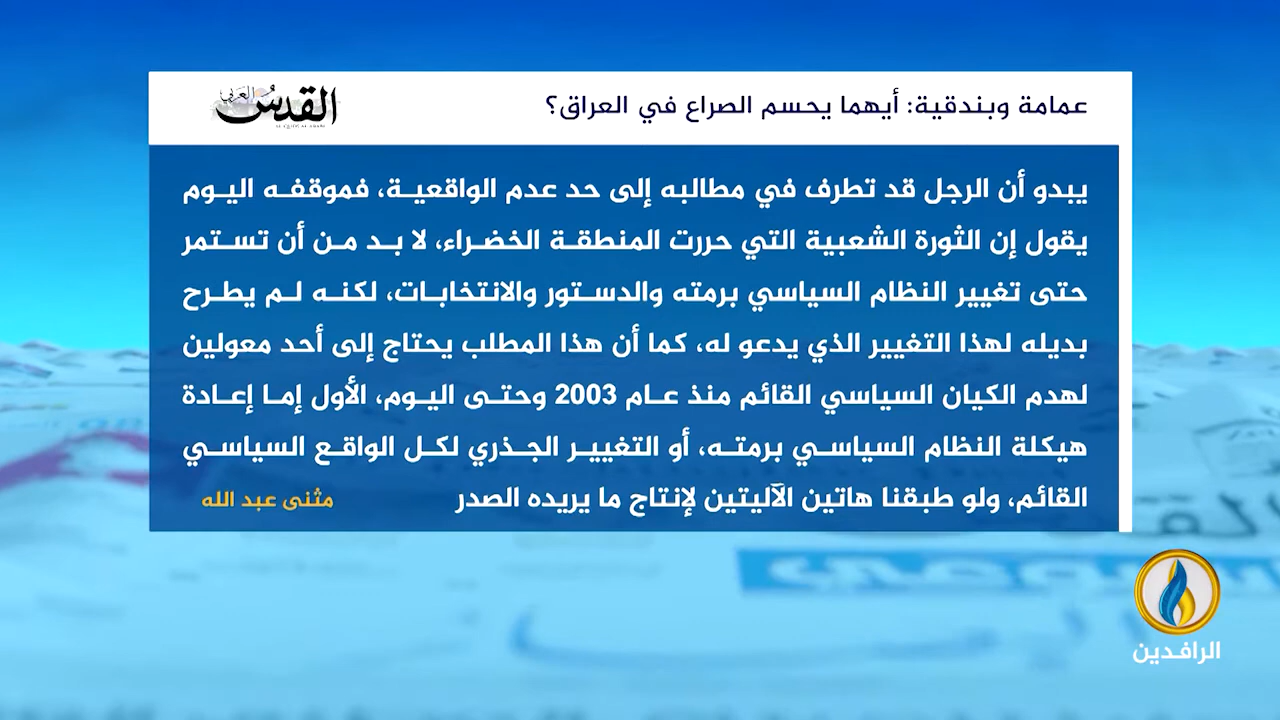 عمامة وبندقية: أيهما يحسم الصراع في العراق؟
القدس العربي
يبدو أن الرجل قد تطرف في مطالبه إلى حد عدم الواقعية، فموقفه اليوم
يقول إن الثورة الشعبية التي حررت المنطقة الخضراء، لا بد من أن تستمر
حتى تغيير النظام السياسي برمته والدستور والانتخابات، لكنه لم يطرح
بديله لهذا التغيير الذي يدعو له، كما أن هذا المطلب يحتاج إلى أحد معولين
لهدم الكيان السياسي القائم منذ عام 2003 وحتى اليوم، الأول إما إعادة
هيكلة النظام السياسي برمته، أو التغيير الجذري لكل الواقع السياسي
القائم، ولو طبقنا هاتين الآليتين لإنتاج ما يريده الصدر
مثنى عبد الله
الرافدين